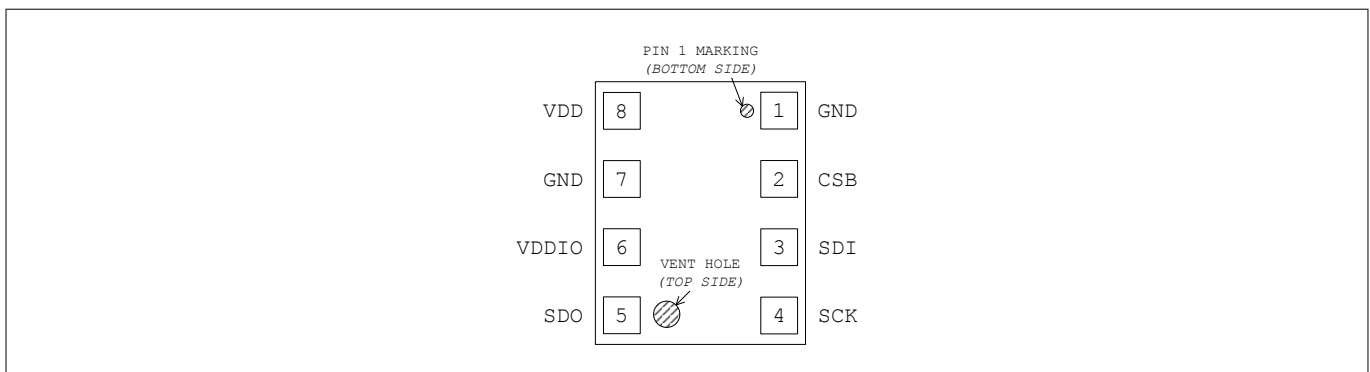 PIN 1 MARKING
(BOTTOM SIDE)
VDD 8 1 GND
GND 7 2 CSB
VDDIO 6 3 SDI
VENT HOLE
(TOP SIDE)
SDO 5 4 SCK